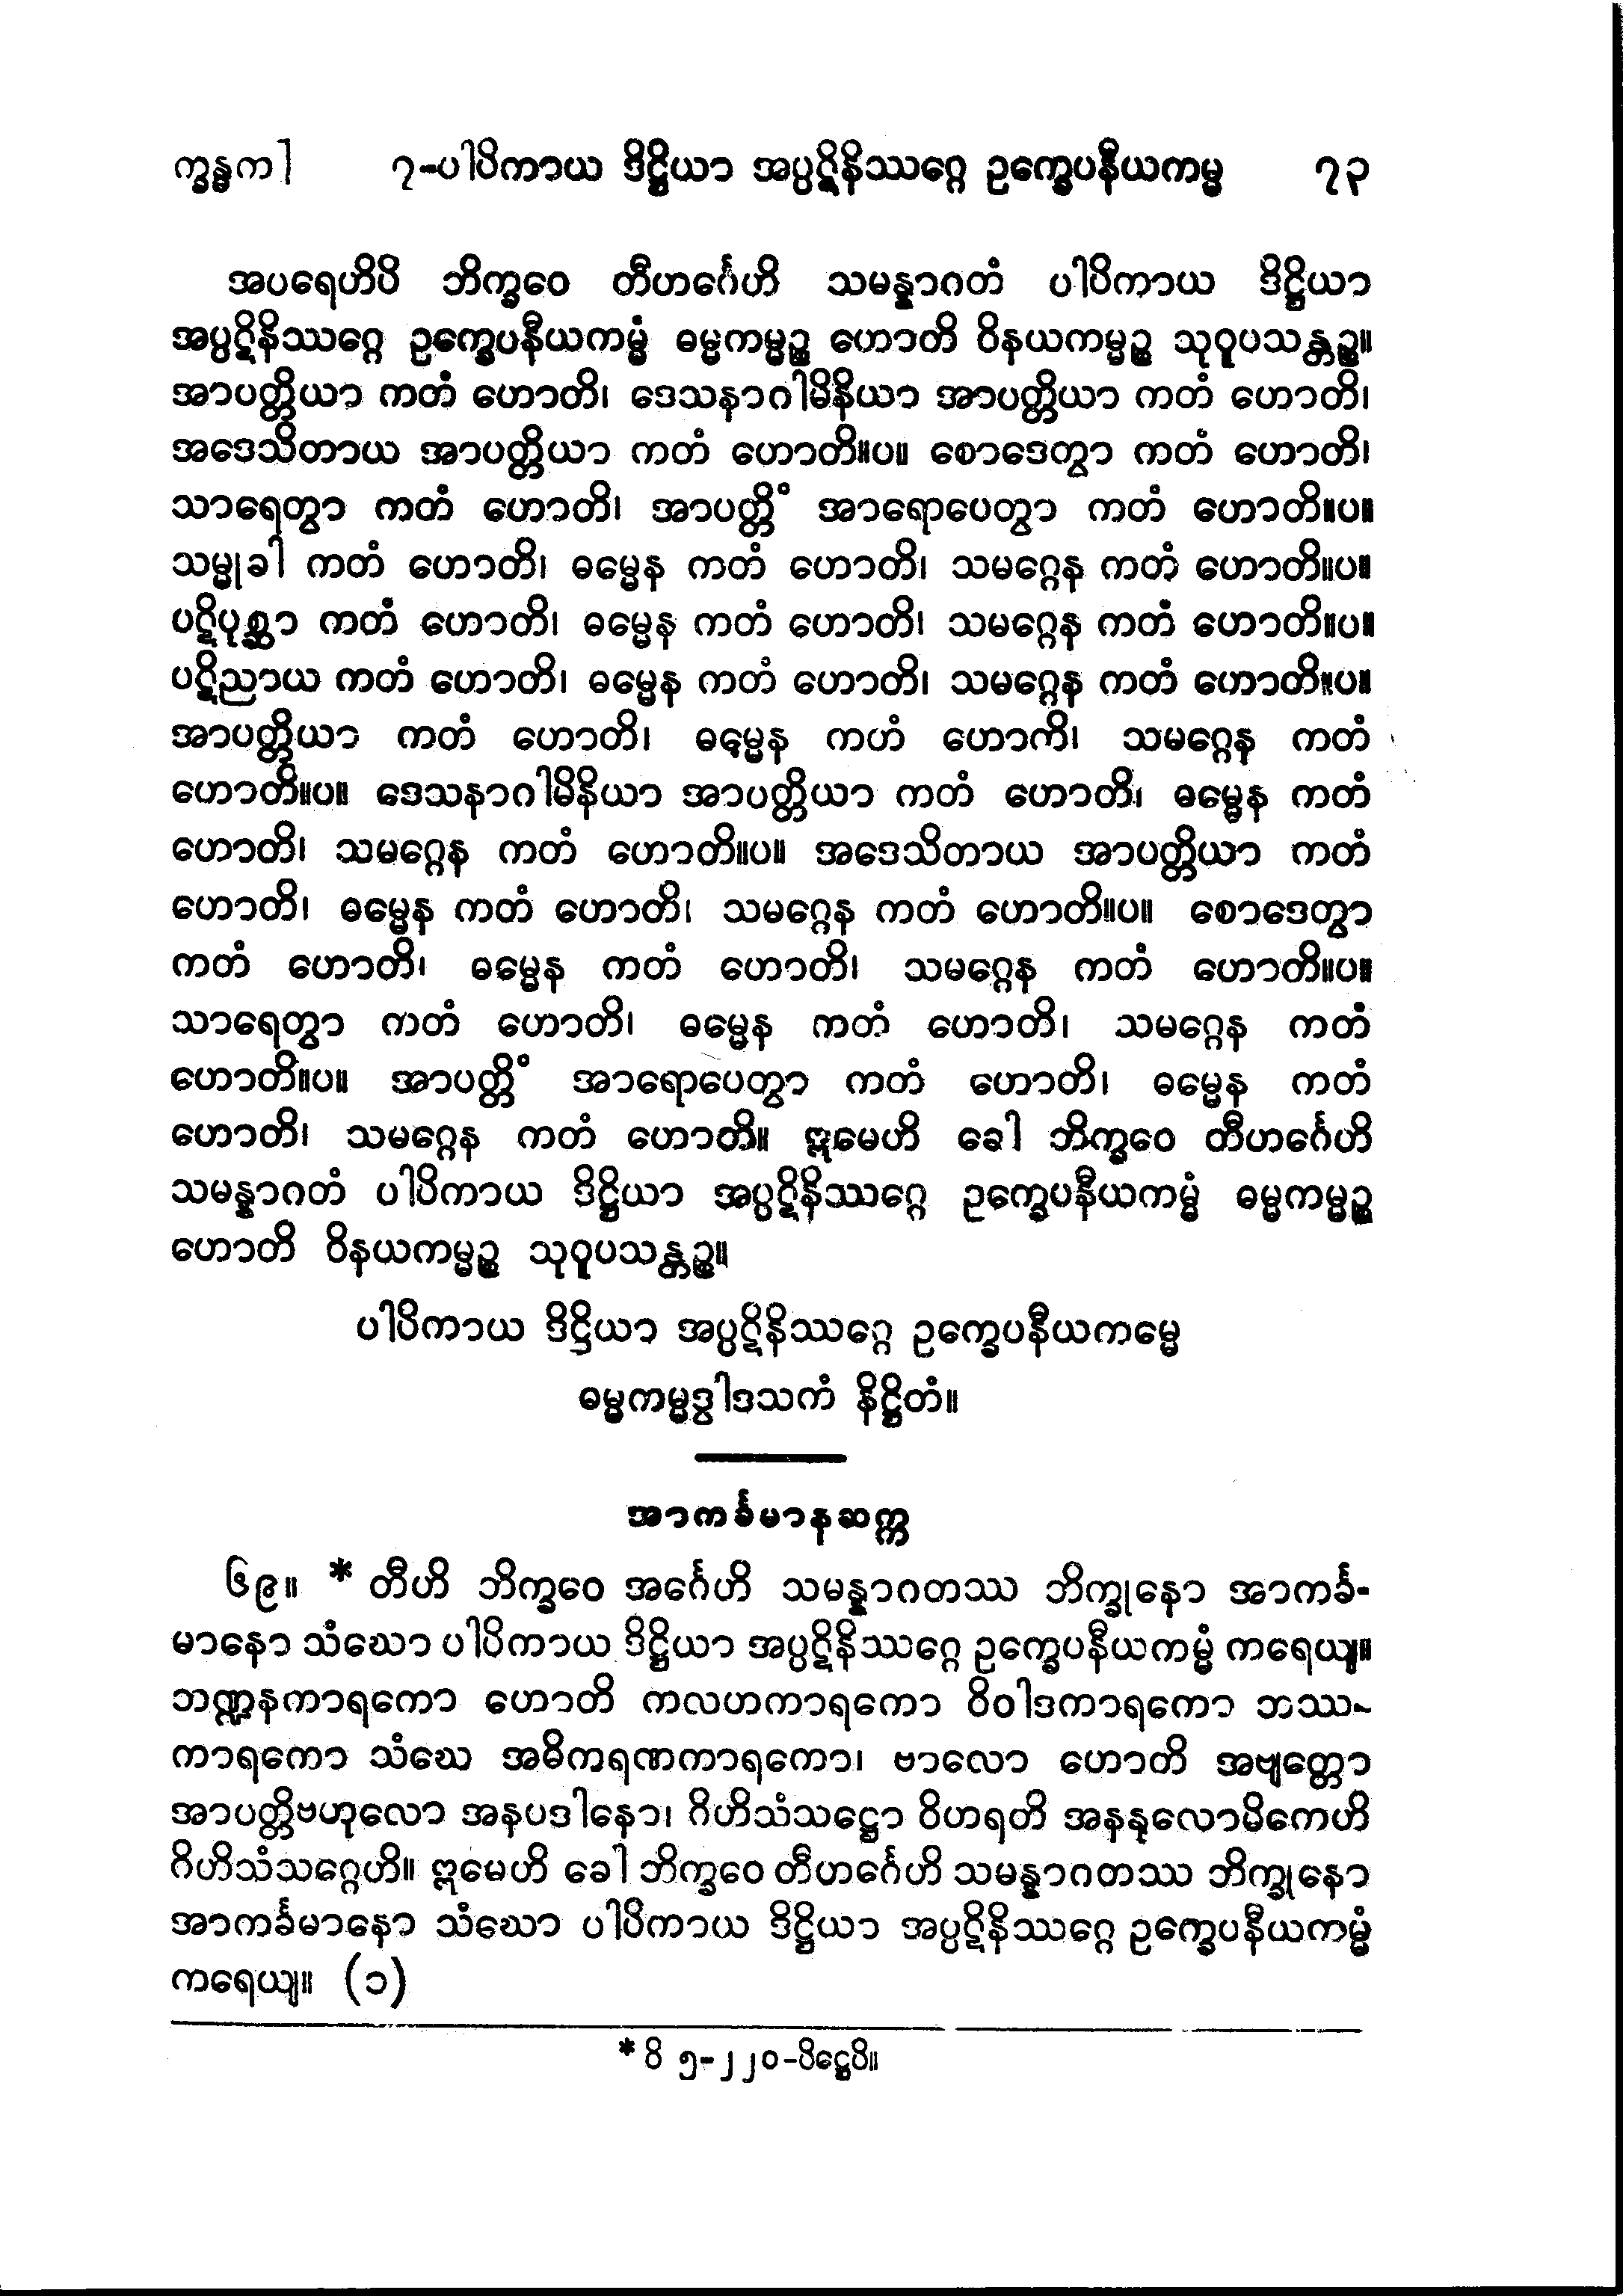 က္ခန္ဓက]	၇-ပါပိကာယ ဒိဋ္ဌိယာ အပ္ပဋိနိဿဂ္ဂေ ဥက္ခေပနီယကမ္မ	၇၃
အပရေဟိပိ ဘိက္ခဝေ တီဟင်္ဂေဟိ သမန္နာဂတံ ပါပိကာယ ဒိဋ္ဌိယာ
အပ္ပဋိနိဿဂ္ဂေ ဥက္ခေပနီယကမ္မံ ဓမ္မကမ္မဉ္စ ဟောတိ ဝိနယကမ္မဉ္စ သုဝူပသန္တဉ္စ။
အာပတ္တိယာ ကတံ ဟောတိ၊ ဒေသနာဂါမိနိယာ အာပတ္တိယာ ကတံ ဟောတိ၊
အဒေသိတာယ အာပတ္တိယာ ကတံ ဟောတိ။ပ။ စောဒေတွာ ကတံ ဟောတိ၊
သာရေတွာ ကတံ ဟောတိ၊ အာပတ္တိံ အာရောပေတွာ ကတံ ဟောတိ။ပ။
သမ္မုခါ ကတံ ဟောတိ၊ ဓမ္မေန ကတံ ဟောတိ၊ သမဂ္ဂေန ကတံ ဟောတိ။ပ။
ပဋိပုစ္ဆာ ကတံ ဟောတိ၊ ဓမ္မေန ကတံ ဟောတိ၊ သမဂ္ဂေန ကတံ ဟောတိ။ပ။
ပဋိညာယ ကတံ ဟောတိ၊ ဓမ္မေန ကတံ ဟောတိ၊ သမဂ္ဂေန ကတံ ဟောတိ။ပ။
အာပတ္တိယာ ကတံ ဟောတိ၊ ဓမ္မေန ကဟံ ဟောကိ၊ သမဂ္ဂေန ကတံ
ဟောတိ။ပ။ ဒေသနာဂါမိနိယာ အာပတ္တိယာ ကတံ ဟောတိ၊ ဓမ္မေန ကတံ
ဟောတိ၊ သမဂ္ဂေန ကတံ ဟောတိ။ပ။ အဒေသိတာယ အာပတ္တိယာ ကတံ
ဟောတိ၊ ဓမ္မေန ကတံ ဟောတိ၊ သမဂ္ဂေန ကတံ ဟောတိ။ပ။ စောဒေတွာ
ကတံ ဟောတိ၊ ဓမ္မေန ကတံ ဟောတိ၊ သမဂ္ဂေန ကတံ ဟောတိ။ပ။
သာရေတွာ ကတံ ဟောတိ၊ ဓမ္မေန ကတံ ဟောတိ၊ သမဂ္ဂေန ကတံ
ဟောတိ။ပ။ အာပတ္တိံ အာရောပေတွာ ကတံ ဟောတိ၊ ဓမ္မေန ကတံ
ဟောတိ၊ သမဂ္ဂေန ကတံ ဟောတိ။ ဣမေဟိ ခေါ ဘိက္ခဝေ တီဟင်္ဂေဟိ
သမန္နာဂတံ ပါပိကာယ ဒိဋ္ဌိယာ အပ္ပဋိနိဿဂ္ဂေ ဥက္ခေပနီယကမ္မံ ဓမ္မကမ္မဉ္စ
ဟောတိ ဝိနယကမ္မဉ္စ သုဝူပသန္တဉ္စ။
ပါပိကာယ ဒိဋ္ဌိယာ အပ္ပဋိနိဿဂ္ဂေ ဥက္ခေပနီယကမ္မေ
ဓမ္မကမ္မဒွါဒသကံ နိဋ္ဌိတံ။
အာကင်္ခမာနဆက္က
၆၉။ * တီဟိ ဘိက္ခဝေ အင်္ဂေဟိ သမန္နာဂတဿ ဘိက္ခုနော အာကင်္ခ-
မာနော သံဃော ပါပိကာယ ဒိဋ္ဌိယာ အပ္ပဋိနိဿဂ္ဂေ ဥက္ခေပနီယကမ္မံ ကရေယျ။
ဘဏ္ဍနကာရကော ဟောတိ ကလဟကာရကော ဝိဝါဒကာရကော ဘဿ-
ကာရကော သံဃေ အဓိကရဏကာရကော၊ ဗာလော ဟောတိ အဗျတ္တော
အာပတ္တိဗဟုလော အနပဒါနော၊ ဂိဟိသံသဋ္ဌော ဝိဟရတိ အနနုလောမိကေဟိ
ဂိဟိသံသဂ္ဂေဟိ။ ဣမေဟိ ခေါ ဘိက္ခဝေ တီဟင်္ဂေဟိ သမန္နာဂတဿ ဘိက္ခုနော
အာကင်္ခမာနော သံဃော ပါပိကာယ ဒိဋ္ဌိယာ အပ္ပဋိနိဿဂ္ဂေ ဥက္ခေပနီယကမ္မံ
ကရေယျ။ (၁)
* ဝိ ၅-၂၂၀-ပိဋ္ဌေပိ။